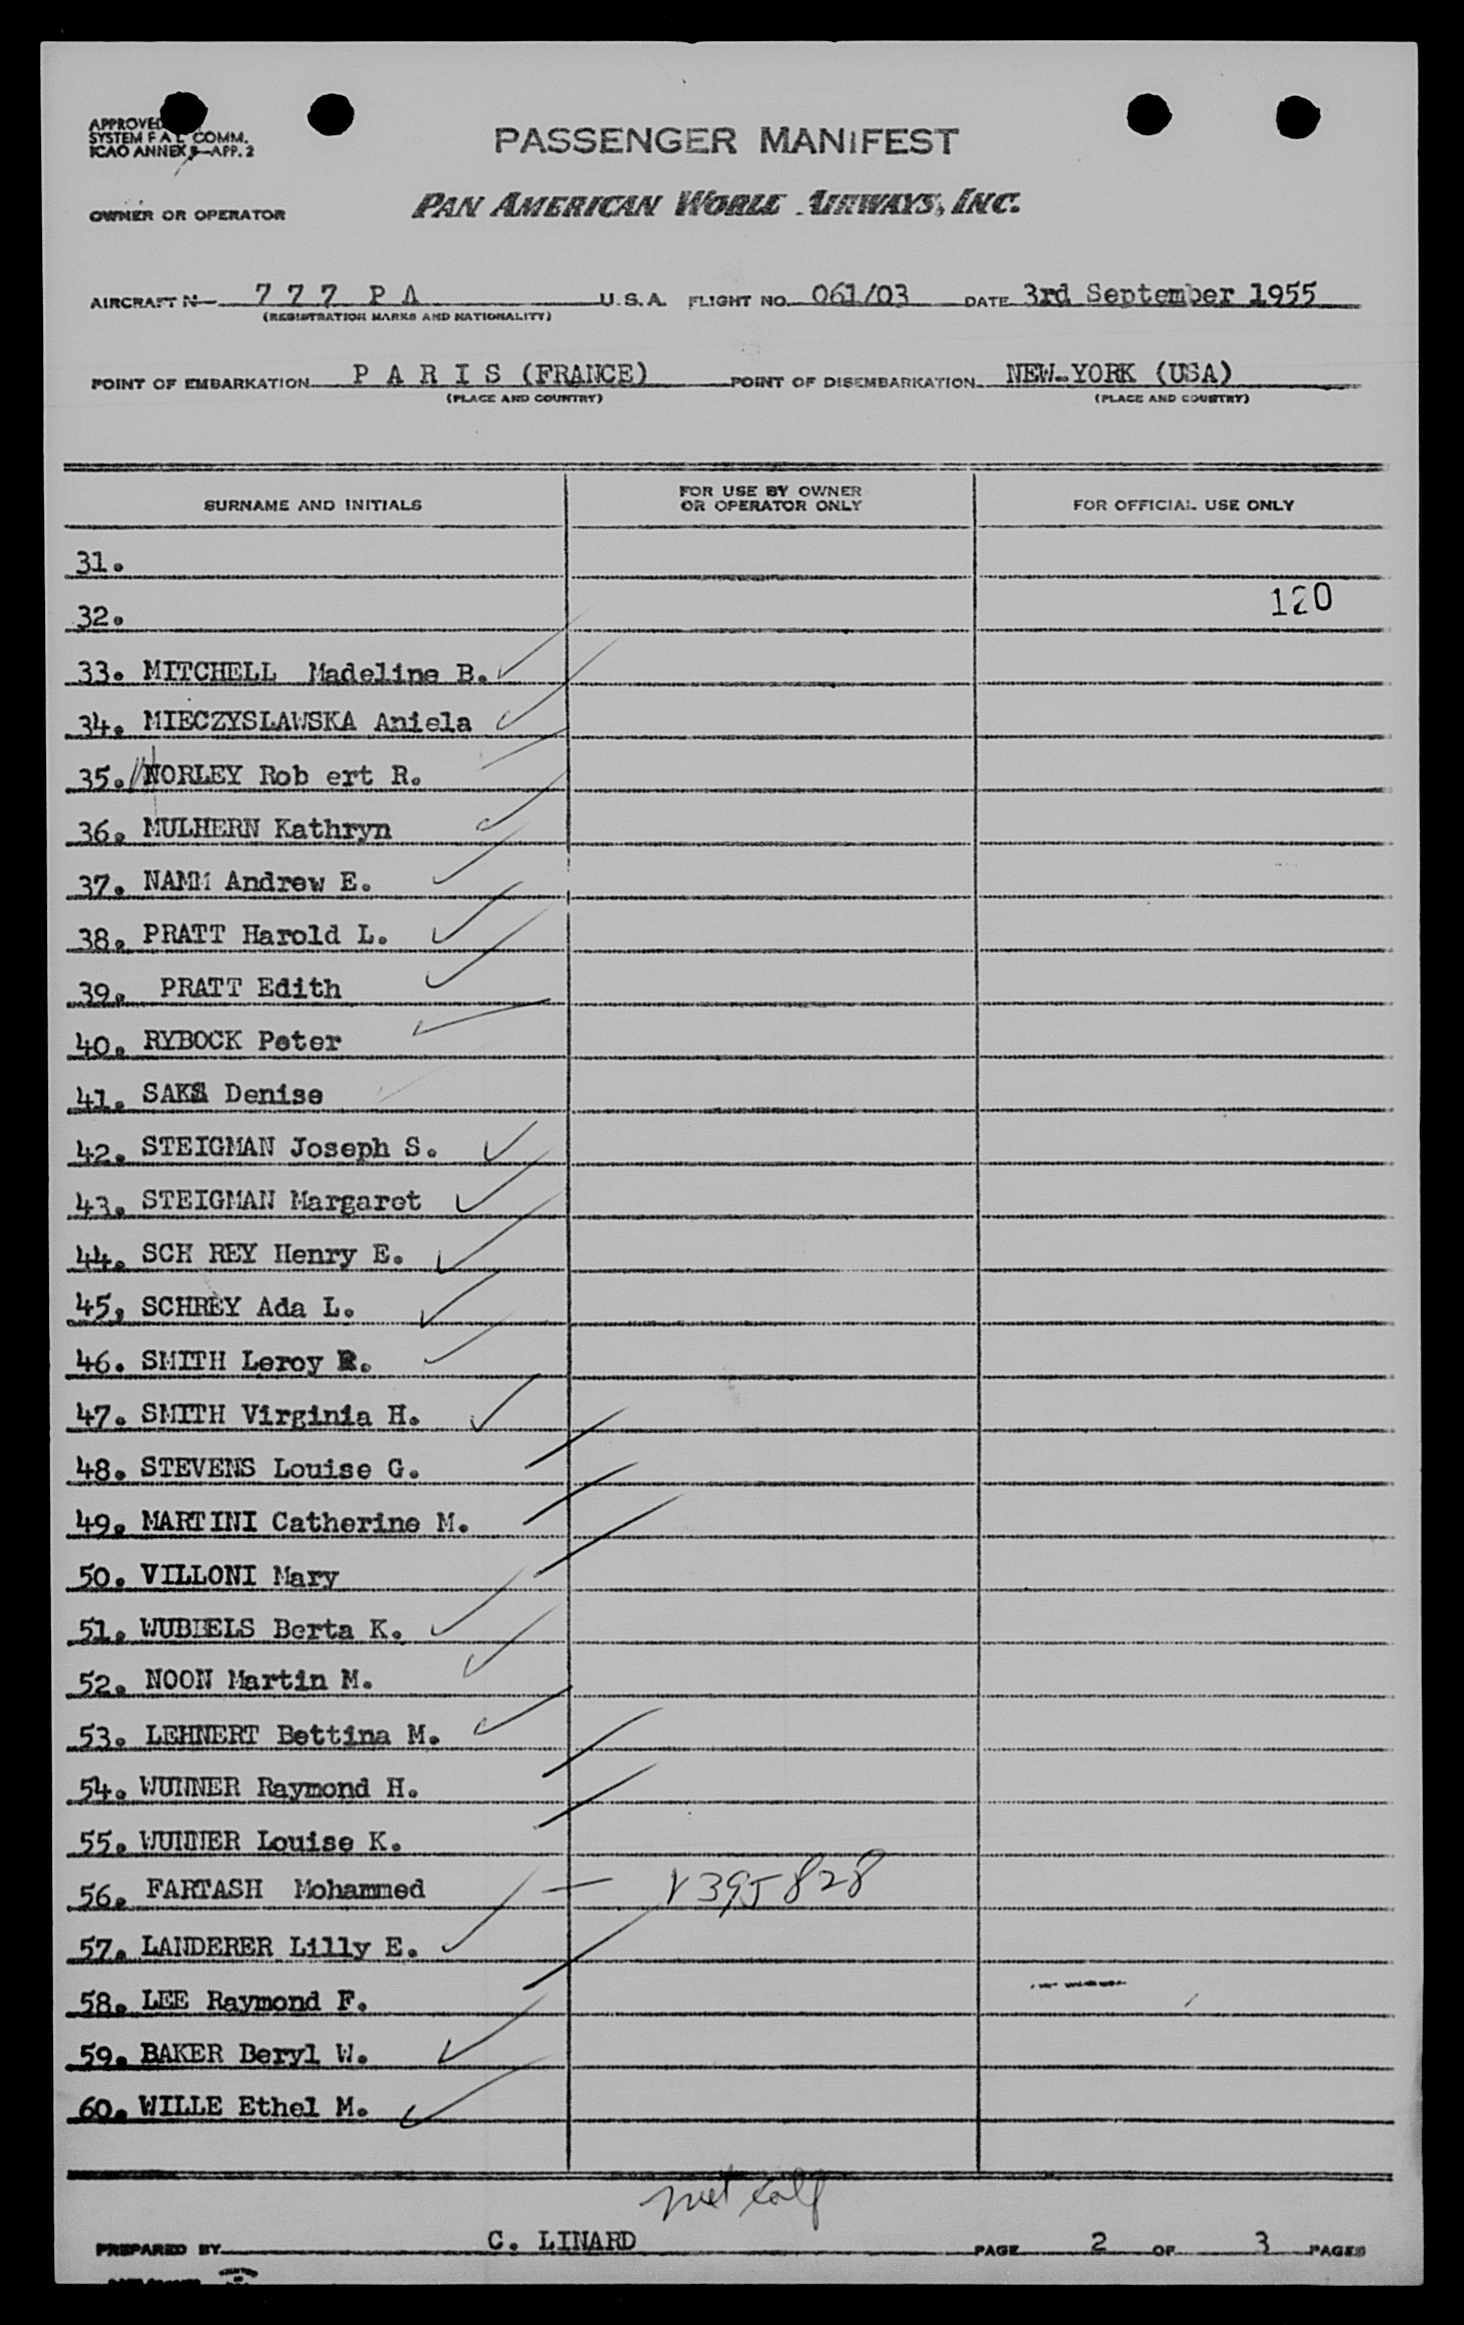 APPROVED
SYSTEM F A L COMM.
ICAO ANNEX 9—APP. 2
PASSENGER MANIFEST
OWNER OR OPERATOR PAN AMERICAN WORLD AIRWAYS, INC.
AIRCRAFT N— 7 7 7 P A U.S.A. FLIGHT NO. 061/03 DATE 3rd September 1955
(REGISTRATION MARKS AND NATIONALITY)
POINT OF EMBARKATION P A R I S (FRANCE) POINT OF DISEMBARKATION NEW-YORK (USA)
(PLACE AND COUNTRY) (PLACE AND COUNTRY)
SURNAME AND INITIALS FOR USE BY OWNER OR OPERATOR ONLY FOR OFFICIAL USE ONLY
31.
32. 120
33. MITCHELL Madeline B.
34. MIECZYSLAWSKA Aniela
35. NORLEY Rob ert R.
36. MULHERN Kathryn
37. NAMM Andrew E.
38. PRATT Harold L.
39. PRATT Edith
40. RYBOCK Peter
41. Denise
42. STEIGMAN Joseph S.
43. STEIGMAN Margaret
44. SCH REY Henry E.
45, SCHREY Ada L.
46. SMITH Leroy R.
47. SMITH Virginia H.
48. STEVENS Louise G.
49. MARTINI Catherine M.
50. VILLONI Mary
51. Berta K.
52. NOON Martin M.
53. LEHNERT Bettina M.
54. WUNNER Raymond H.
55. WUNNER Louise K.
56. FARTASH Mohammed — V395828
57. LANDERER Lilly E.
58. LEE Raymond F.
59. BAKER Beryl W.
60. WILLE Ethel M.
PREPARED BY C. LINARD PAGE 2 OF 3 PAGES